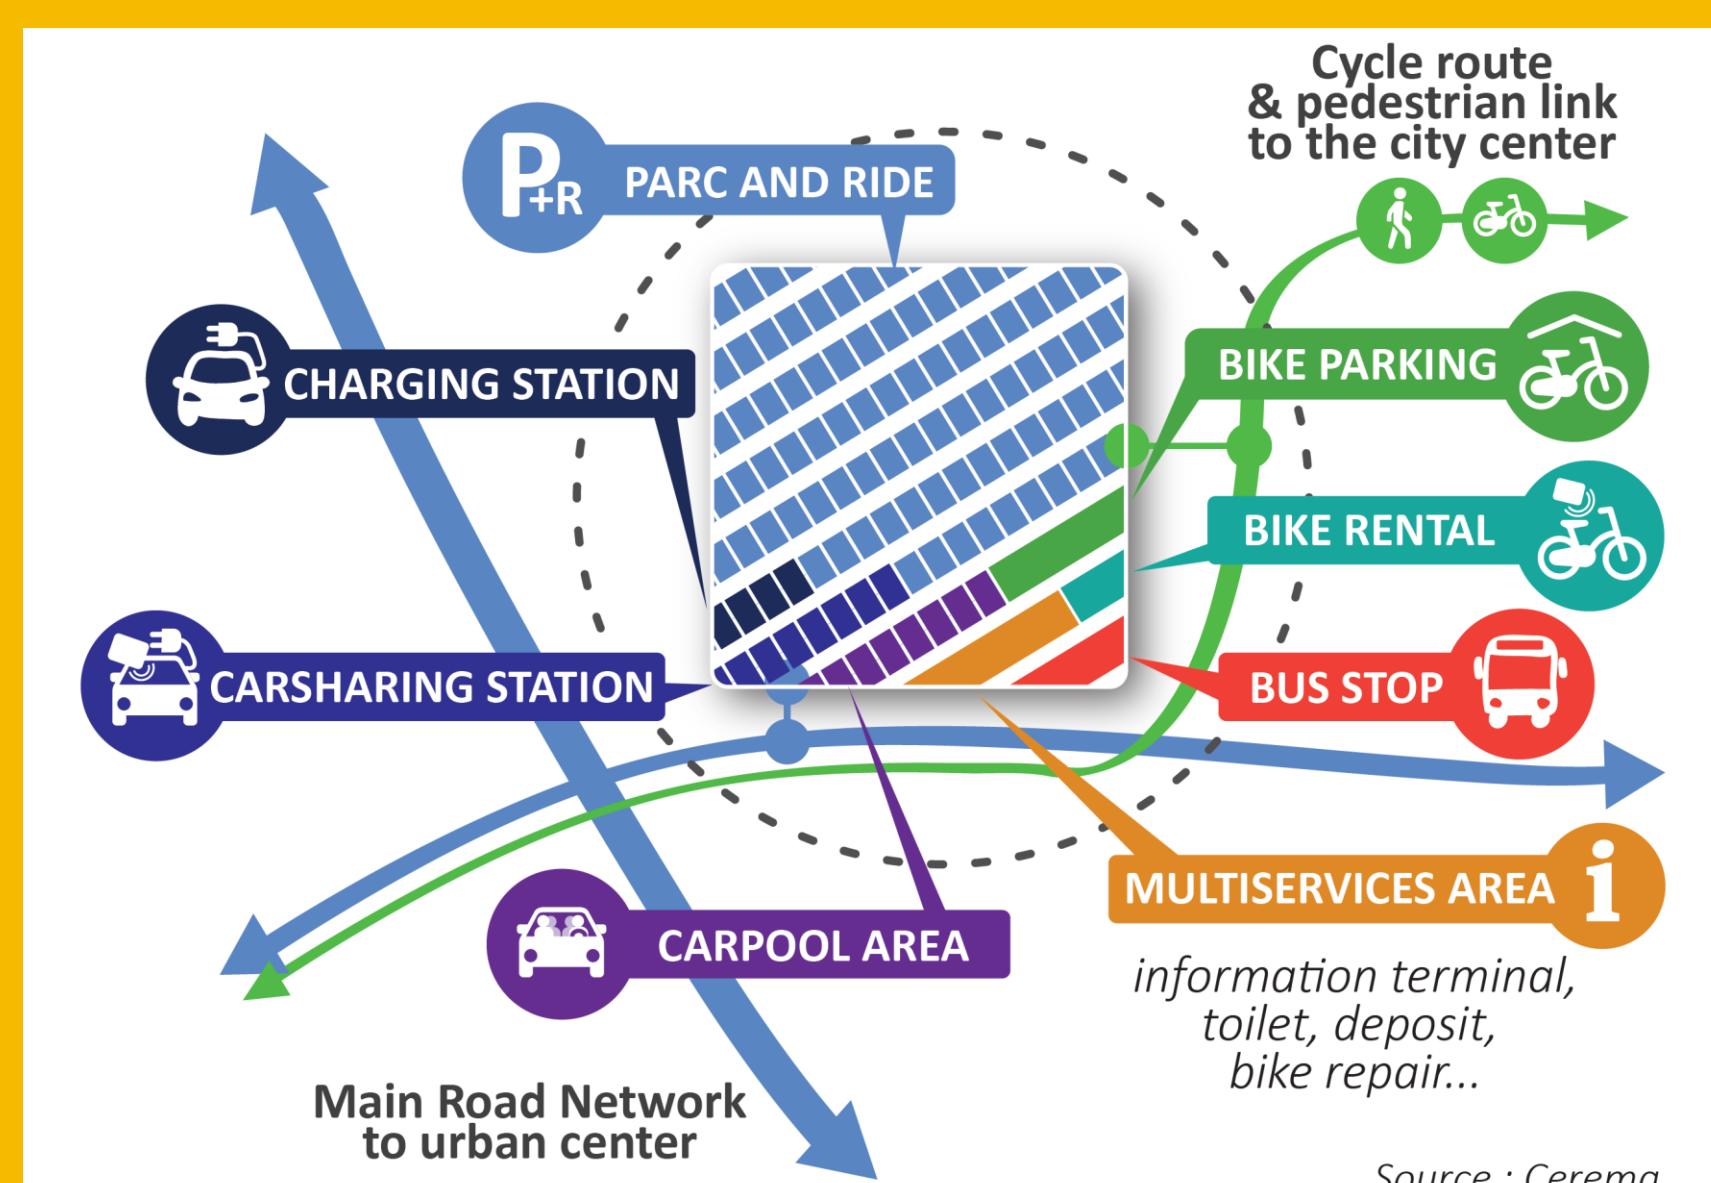 Cycle route
& pedestrian link
to the city center
P+R
PARC AND RIDE
CHARGING STATION
BIKE PARKING
BIKE RENTAL
CARSHARING STATION
BUS STOP
MULTISERVICES AREA
i
CARPOOL AREA
information terminal,
toilet, deposit,
bike repair...
Main Road Network
to urban center
Source : Cerema